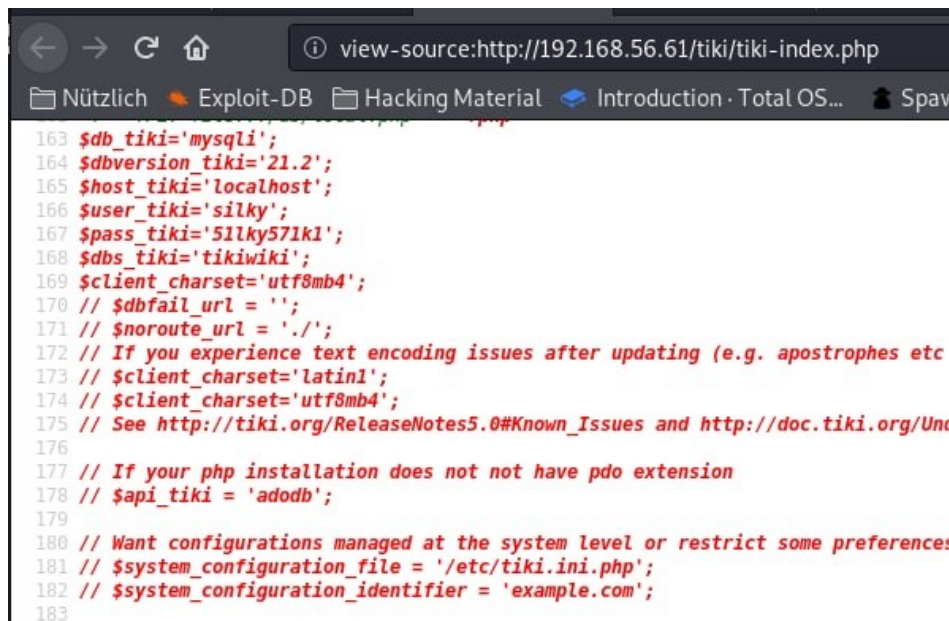 view-source:http://192.168.56.61/tiki/tiki-index.php
Nützlich Exploit-DB Hacking Material Introduction · Total OS... Spaw
163 $db_tiki='mysqli';
164 $dbversion_tiki='21.2';
165 $host_tiki='localhost';
166 $user_tiki='silky';
167 $pass_tiki='51lky571k1';
168 $dbs_tiki='tikiwiki';
169 $client_charset='utf8mb4';
170 // $dbfail_url = '';
171 // $noroute_url = './';
172 // If you experience text encoding issues after updating (e.g. apostrophes etc
173 // $client_charset='latin1';
174 // $client_charset='utf8mb4';
175 // See http://tiki.org/ReleaseNotes5.0#Known_Issues and http://doc.tiki.org/Und
176
177 // If your php installation does not not have pdo extension
178 // $api_tiki = 'adodb';
179
180 // Want configurations managed at the system level or restrict some preferences
181 // $system_configuration_file = '/etc/tiki.ini.php';
182 // $system_configuration_identifier = 'example.com';
183